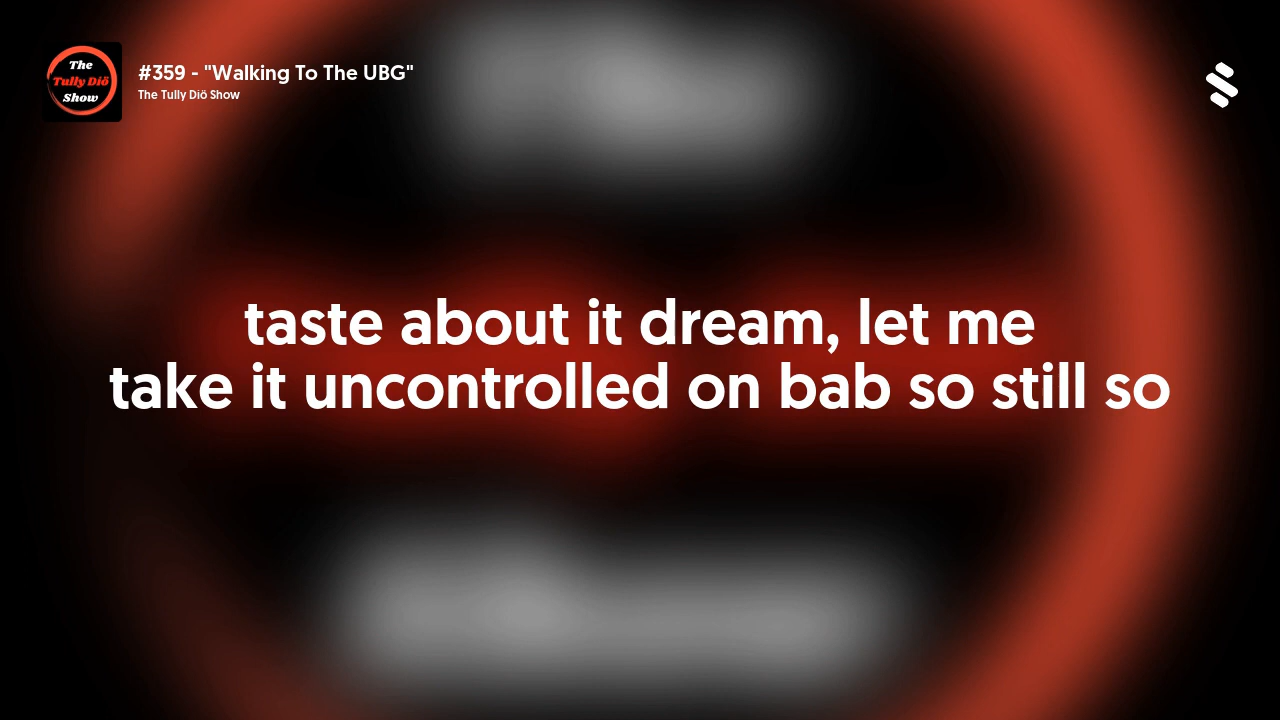 The
Tully Diö
Show
#359 - "Walking To The UBG"
The Tully Diö Show
taste about it dream, let me
take it uncontrolled on bab so still so